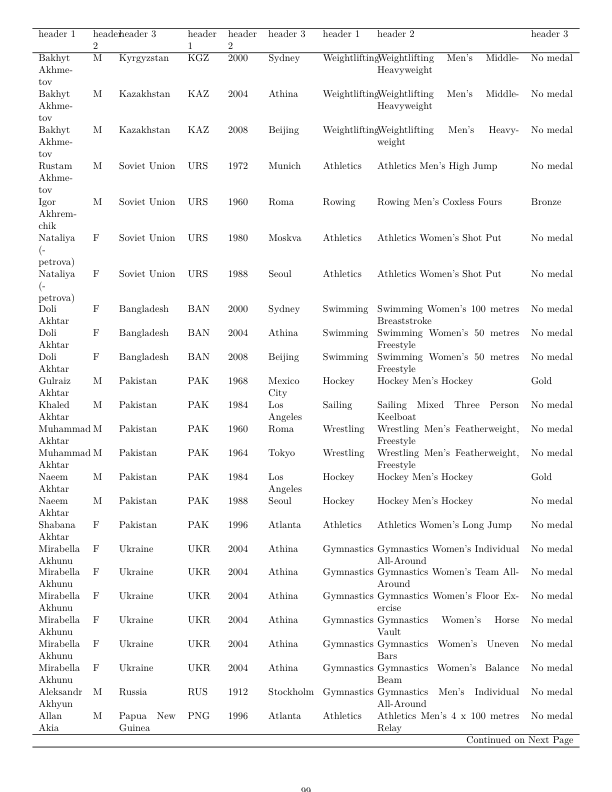 header 1 header 2 header 3 header 1 header 2 header 3 header 1 header 2 header 3
Bakhyt Akhme-tov M Kyrgyzstan KGZ 2000 Sydney Weightlifting Weightlifting Men's Middle-Heavyweight No medal
Bakhyt Akhme-tov M Kazakhstan KAZ 2004 Athina Weightlifting Weightlifting Men's Middle-Heavyweight No medal
Bakhyt Akhme-tov M Kazakhstan KAZ 2008 Beijing Weightlifting Weightlifting Men's Heavy-weight No medal
Rustam Akhme-tov M Soviet Union URS 1972 Munich Athletics Athletics Men's High Jump No medal
Igor Akhrem-chik M Soviet Union URS 1960 Roma Rowing Rowing Men's Coxless Fours Bronze
Nataliya (-petrova) F Soviet Union URS 1980 Moskva Athletics Athletics Women's Shot Put No medal
Nataliya (-petrova) F Soviet Union URS 1988 Seoul Athletics Athletics Women's Shot Put No medal
Doli Akhtar F Bangladesh BAN 2000 Sydney Swimming Swimming Women's 100 metres Breaststroke No medal
Doli Akhtar F Bangladesh BAN 2004 Athina Swimming Swimming Women's 50 metres Freestyle No medal
Doli Akhtar F Bangladesh BAN 2008 Beijing Swimming Swimming Women's 50 metres Freestyle No medal
Gulraiz Akhtar M Pakistan PAK 1968 Mexico City Hockey Hockey Men's Hockey Gold
Khaled Akhtar M Pakistan PAK 1984 Los Angeles Sailing Sailing Mixed Three Person Keelboat No medal
Muhammad Akhtar M Pakistan PAK 1960 Roma Wrestling Wrestling Men's Featherweight, Freestyle No medal
Muhammad Akhtar M Pakistan PAK 1964 Tokyo Wrestling Wrestling Men's Featherweight, Freestyle No medal
Naeem Akhtar M Pakistan PAK 1984 Los Angeles Hockey Hockey Men's Hockey Gold
Naeem Akhtar M Pakistan PAK 1988 Seoul Hockey Hockey Men's Hockey No medal
Shabana Akhtar F Pakistan PAK 1996 Atlanta Athletics Athletics Women's Long Jump No medal
Mirabella Akhunu F Ukraine UKR 2004 Athina Gymnastics Gymnastics Women's Individual All-Around No medal
Mirabella Akhunu F Ukraine UKR 2004 Athina Gymnastics Gymnastics Women's Team All-Around No medal
Mirabella Akhunu F Ukraine UKR 2004 Athina Gymnastics Gymnastics Women's Floor Ex-ercise No medal
Mirabella Akhunu F Ukraine UKR 2004 Athina Gymnastics Gymnastics Women's Horse Vault No medal
Mirabella Akhunu F Ukraine UKR 2004 Athina Gymnastics Gymnastics Women's Uneven Bars No medal
Mirabella Akhunu F Ukraine UKR 2004 Athina Gymnastics Gymnastics Women's Balance Beam No medal
Aleksandr Akhyun M Russia RUS 1912 Stockholm Gymnastics Gymnastics Men's Individual All-Around No medal
Allan Akia M Papua New Guinea PNG 1996 Atlanta Athletics Athletics Men's 4 x 100 metres Relay No medal
Continued on Next Page
99